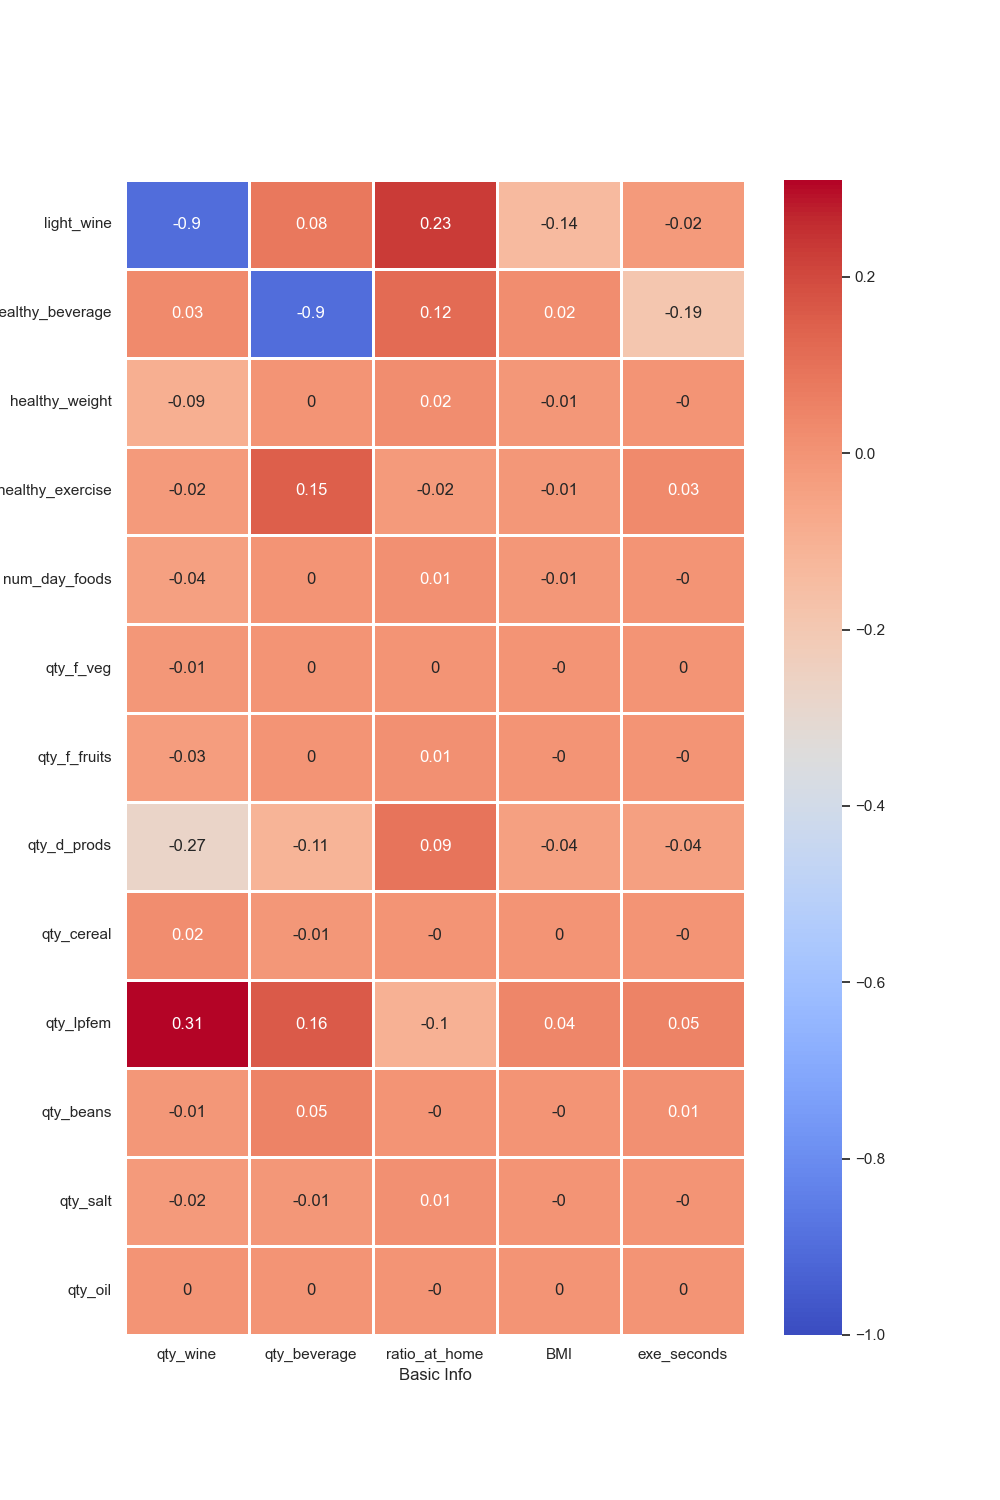 light_wine -0.9 0.08 0.23 -0.14 -0.02
ealthy_beverage 0.03 -0.9 0.12 0.02 -0.19
healthy_weight -0.09 0 0.02 -0.01 -0
healthy_exercise -0.02 0.15 -0.02 -0.01 0.03
num_day_foods -0.04 0 0.01 -0.01 -0
qty_f_veg -0.01 0 0 -0 0
qty_f_fruits -0.03 0 0.01 -0 -0
qty_d_prods -0.27 -0.11 0.09 -0.04 -0.04
qty_cereal 0.02 -0.01 -0 0 -0
qty_lpfem 0.31 0.16 -0.1 0.04 0.05
qty_beans -0.01 0.05 -0 -0 0.01
qty_salt -0.02 -0.01 0.01 -0 -0
qty_oil 0 0 -0 0 0
qty_wine qty_beverage ratio_at_home BMI exe_seconds
Basic Info
0.2
0.0
−0.2
−0.4
−0.6
−0.8
−1.0